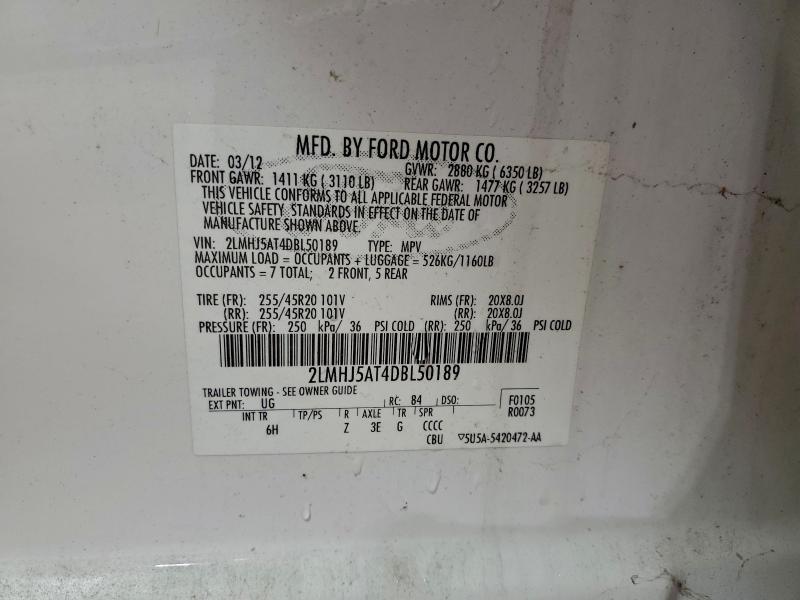 MFD. BY FORD MOTOR CO.
DATE: 03/12 GVWR: 2880 KG (6350 LB)
FRONT GAWR: 1411 KG (3110 LB) REAR GAWR: 1477 KG (3257 LB)
THIS VEHICLE CONFORMS TO ALL APPLICABLE FEDERAL MOTOR
VEHICLE SAFETY STANDARDS IN EFFECT ON THE DATE OF
MANUFACTURE SHOWN ABOVE.
VIN: 2LMHJ5AT4DBL50189 TYPE: MPV
MAXIMUM LOAD = OCCUPANTS + LUGGAGE = 526KG/1160LB
OCCUPANTS = 7 TOTAL; 2 FRONT, 5 REAR
TIRE (FR): 255/45R20 101V RIMS (FR): 20X8.0J
(RR): 255/45R20 101V (RR): 20X8.0J
PRESSURE (FR): 250 kPa/ 36 PSI COLD (RR): 250 kPa/ 36 PSI COLD
2LMHJ5AT4DBL50189
TRAILER TOWING - SEE OWNER GUIDE
EXT PNT: UG RC: 84 DSO: F0105
INT TR TP/PS R AXLE TR SPR R0073
6H Z 3E G CCCC
CBU ▽5U5A-5420472-AA